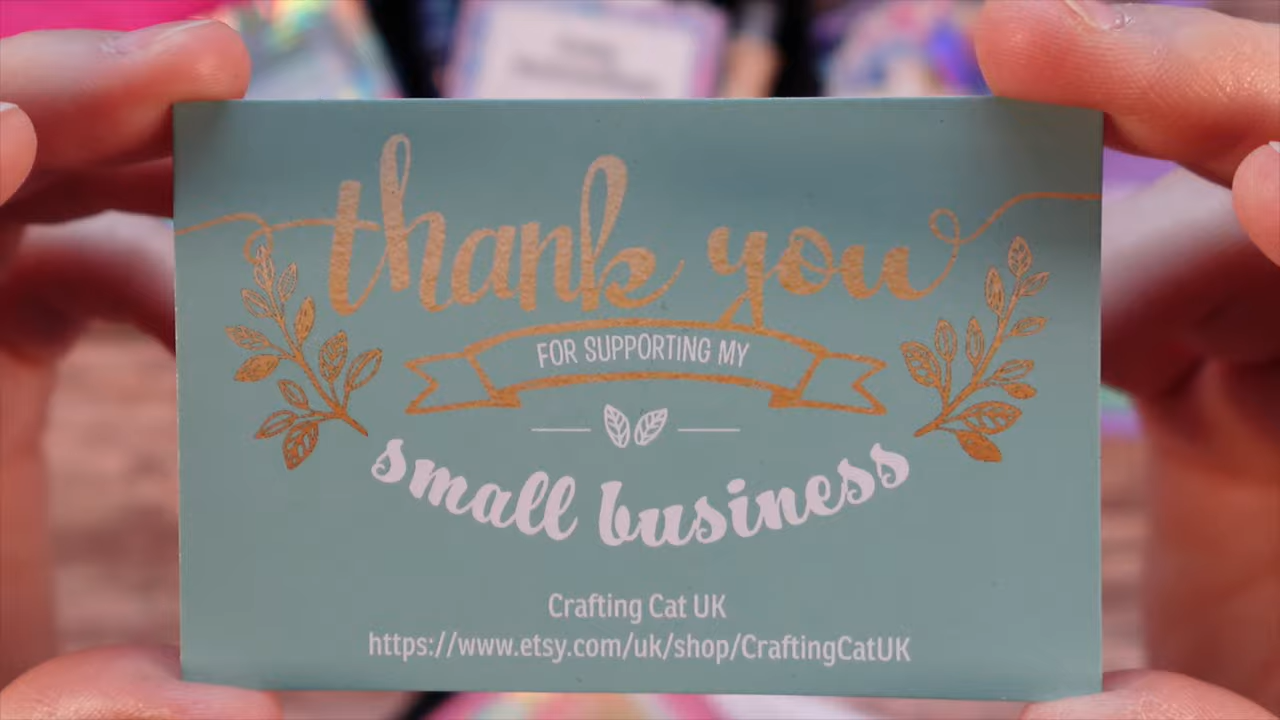 thank you
FOR SUPPORTING MY
small business
Crafting Cat UK
https://www.etsy.com/uk/shop/CraftingCatUK